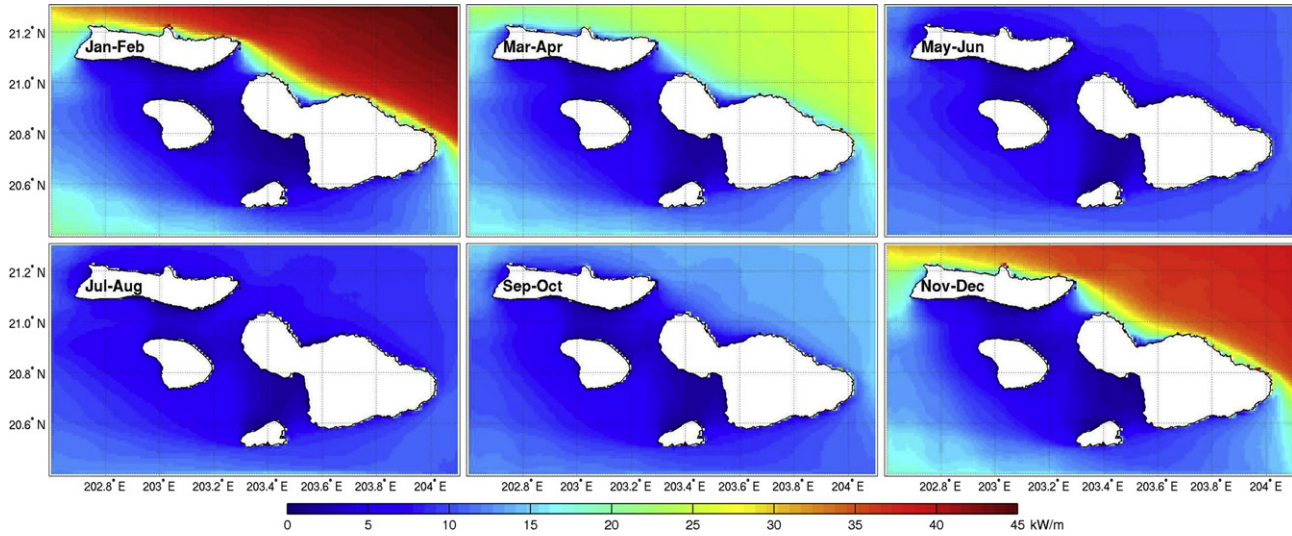 Jan-Feb
Mar-Apr
May-Jun
21.2° N
21.0° N
20.8° N
20.6° N
Jul-Aug
Sep-Oct
Nov-Dec
21.2° N
21.0° N
20.8° N
20.6° N
202.8° E 203° E 203.2° E 203.4° E 203.6° E 203.8° E 204° E
202.8° E 203° E 203.2° E 203.4° E 203.6° E 203.8° E 204° E
202.8° E 203° E 203.2° E 203.4° E 203.6° E 203.8° E 204° E
0 5 10 15 20 25 30 35 40 45 kW/m